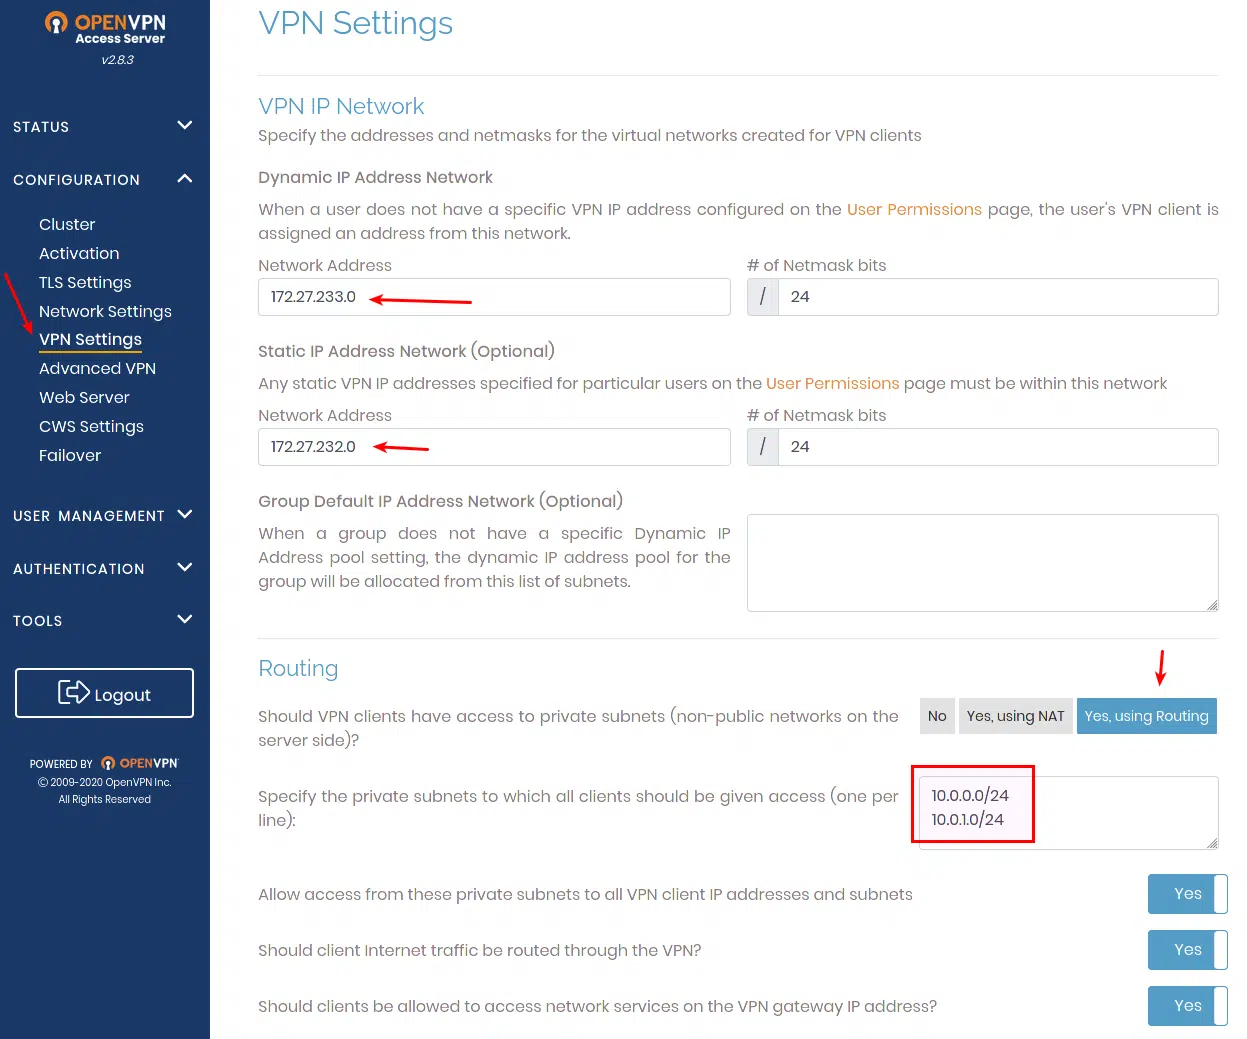 OPENVPN
Access Server
v2.8.3
STATUS
CONFIGURATION
Cluster
Activation
TLS Settings
Network Settings
VPN Settings
Advanced VPN
Web Server
CWS Settings
Failover
USER MANAGEMENT
AUTHENTICATION
TOOLS
Logout
POWERED BY OPENVPN
© 2009-2020 OpenVPN Inc.
All Rights Reserved
VPN Settings
VPN IP Network
Specify the addresses and netmasks for the virtual networks created for VPN clients
Dynamic IP Address Network
When a user does not have a specific VPN IP address configured on the User Permissions page, the user's VPN client is
assigned an address from this network.
Network Address
# of Netmask bits
172.27.233.0
/ 24
Static IP Address Network (Optional)
Any static VPN IP addresses specified for particular users on the User Permissions page must be within this network
Network Address
# of Netmask bits
172.27.232.0
/ 24
Group Default IP Address Network (Optional)
When a group does not have a specific Dynamic IP
Address pool setting, the dynamic IP address pool for the
group will be allocated from this list of subnets.
Routing
Should VPN clients have access to private subnets (non-public networks on the
server side)?
No
Yes, using NAT
Yes, using Routing
Specify the private subnets to which all clients should be given access (one per
line):
10.0.0.0/24
10.0.1.0/24
Allow access from these private subnets to all VPN client IP addresses and subnets
Yes
Should client Internet traffic be routed through the VPN?
Yes
Should clients be allowed to access network services on the VPN gateway IP address?
Yes